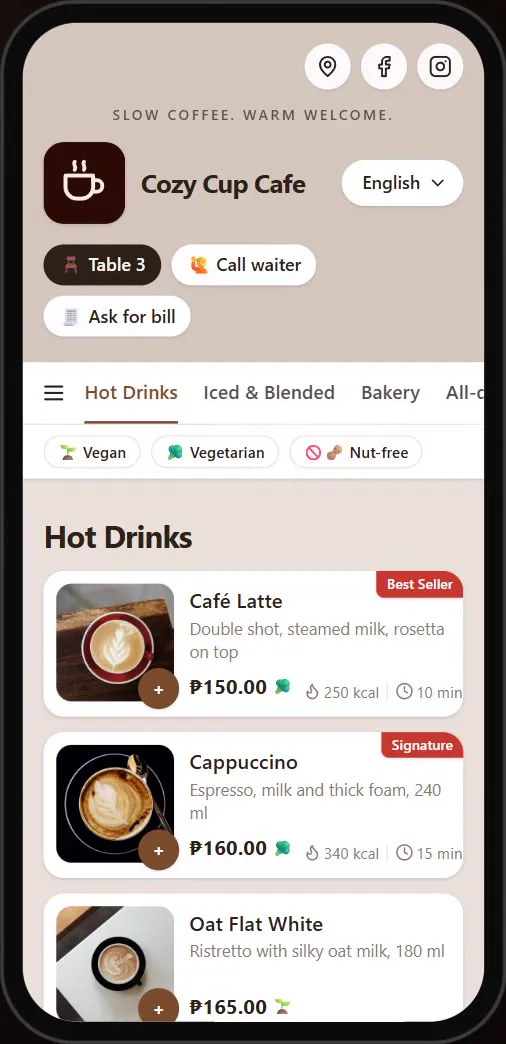 SLOW COFFEE. WARM WELCOME.
Cozy Cup Cafe
English
Table 3
Call waiter
Ask for bill
Hot Drinks
Iced & Blended
Bakery
All-d
Vegan
Vegetarian
Nut-free
Hot Drinks
Best Seller
Café Latte
Double shot, steamed milk, rosetta
on top
+
₱150.00
250 kcal
10 min
Signature
Cappuccino
Espresso, milk and thick foam, 240
ml
+
₱160.00
340 kcal
15 min
Oat Flat White
Ristretto with silky oat milk, 180 ml
+
₱165.00